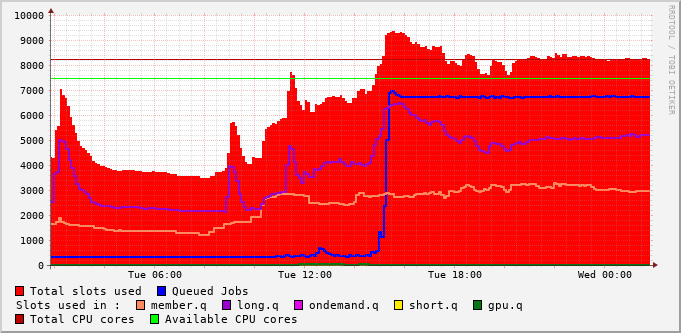 10000
9000
8000
7000
6000
5000
4000
3000
2000
1000
0
Tue 06:00 Tue 12:00 Tue 18:00 Wed 00:00
Total slots used Queued Jobs
Slots used in : member.q long.q ondemand.q short.q gpu.q
Total CPU cores Available CPU cores
RRDTOOL / TOBI OETIKER